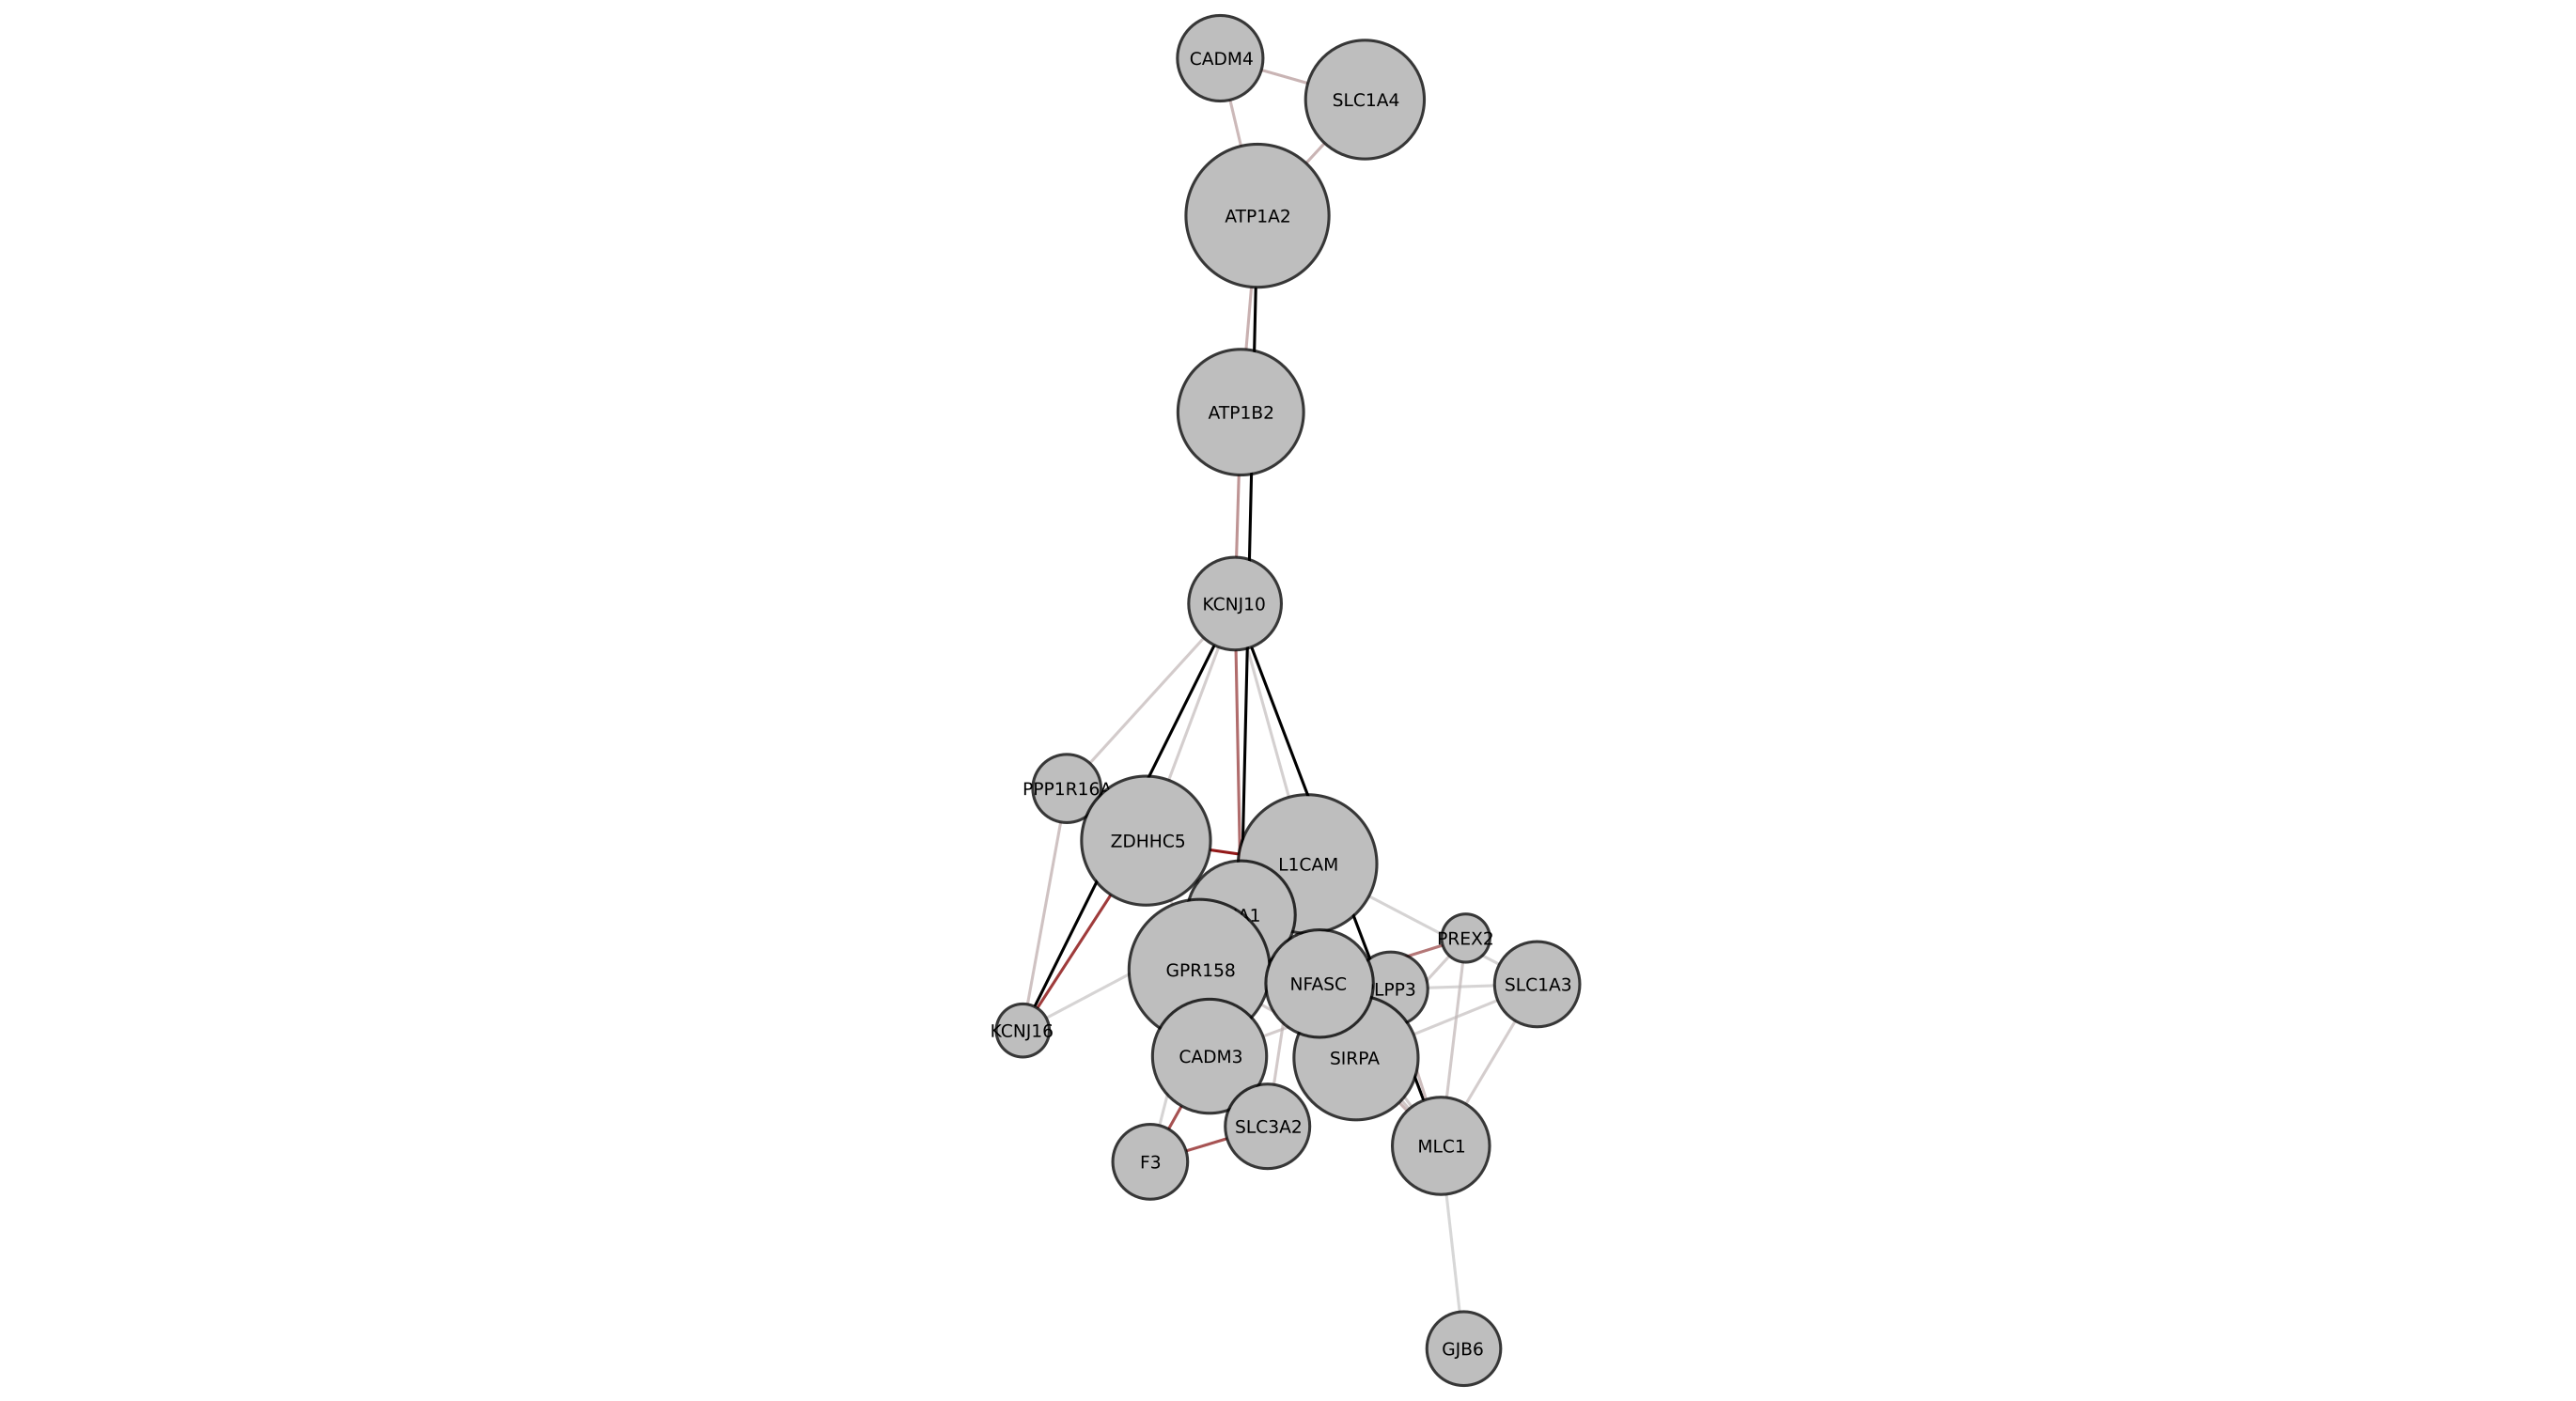 CADM4
SLC1A4
ATP1A2
ATP1B2
KCNJ10
PPP1R16A
ZDHHC5
L1CAM
A1
PREX2
GPR158
NFASC
LPP3
SLC1A3
KCNJ16
CADM3
SIRPA
SLC3A2
MLC1
F3
GJB6